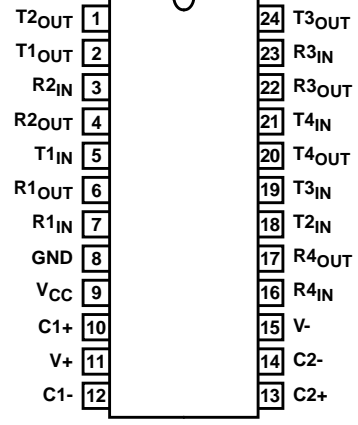 T2OUT 1 24 T3OUT
T1OUT 2 23 R3IN
R2IN 3 22 R3OUT
R2OUT 4 21 T4IN
T1IN 5 20 T4OUT
R1OUT 6 19 T3IN
R1IN 7 18 T2IN
GND 8 17 R4OUT
VCC 9 16 R4IN
C1+ 10 15 V-
V+ 11 14 C2-
C1- 12 13 C2+